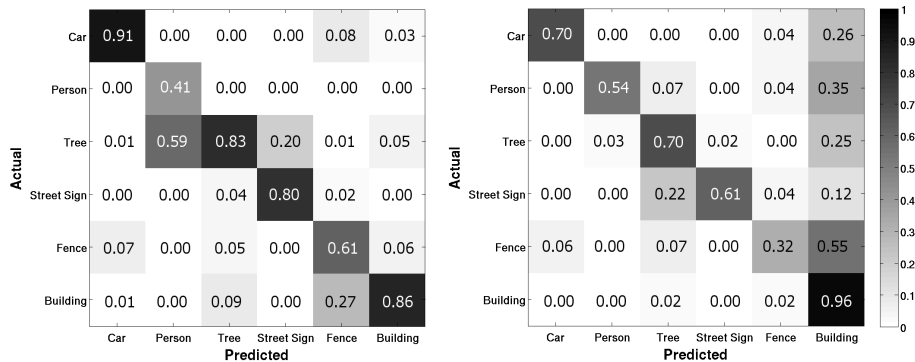 Actual
Car 0.91 0.00 0.00 0.00 0.08 0.03
Person 0.00 0.41 0.00 0.00 0.00 0.00
Tree 0.01 0.59 0.83 0.20 0.01 0.05
Street Sign 0.00 0.00 0.04 0.80 0.02 0.00
Fence 0.07 0.00 0.05 0.00 0.61 0.06
Building 0.01 0.00 0.09 0.00 0.27 0.86
Car Person Tree Street Sign Fence Building
Predicted
Actual
Car 0.70 0.00 0.00 0.00 0.04 0.26
Person 0.00 0.54 0.07 0.00 0.04 0.35
Tree 0.00 0.03 0.70 0.02 0.00 0.25
Street Sign 0.00 0.00 0.22 0.61 0.04 0.12
Fence 0.06 0.00 0.07 0.00 0.32 0.55
Building 0.00 0.00 0.02 0.00 0.02 0.96
Car Person Tree Street Sign Fence Building
Predicted
1
0.9
0.8
0.7
0.6
0.5
0.4
0.3
0.2
0.1
0